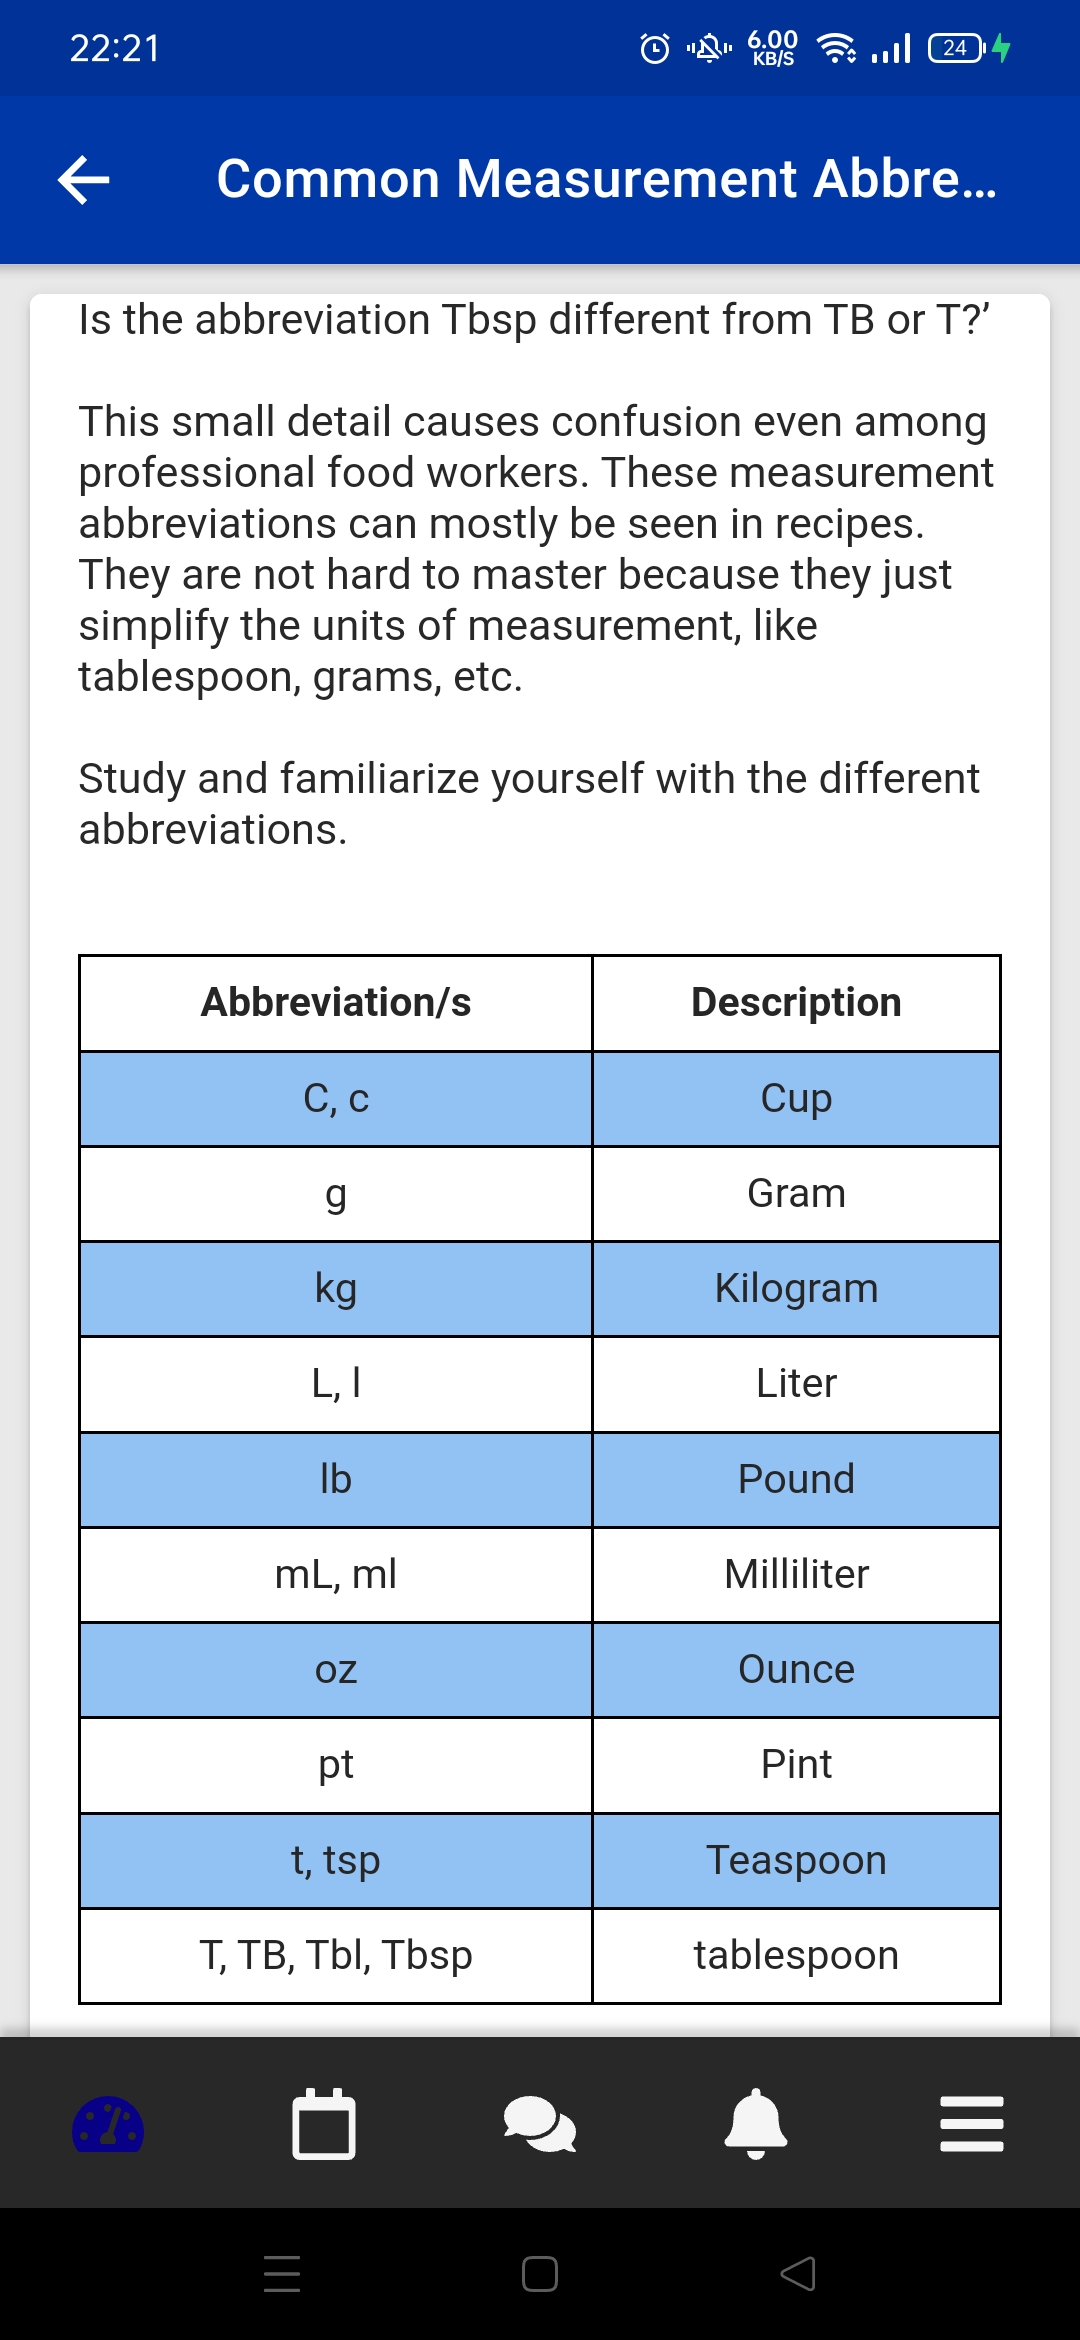 22:21
6.00
KB/S
24
Common Measurement Abbre...
Is the abbreviation Tbsp different from TB or T?’
This small detail causes confusion even among
professional food workers. These measurement
abbreviations can mostly be seen in recipes.
They are not hard to master because they just
simplify the units of measurement, like
tablespoon, grams, etc.
Study and familiarize yourself with the different
abbreviations.
Abbreviation/s Description
C, c Cup
g Gram
kg Kilogram
L, l Liter
lb Pound
mL, ml Milliliter
oz Ounce
pt Pint
t, tsp Teaspoon
T, TB, Tbl, Tbsp tablespoon